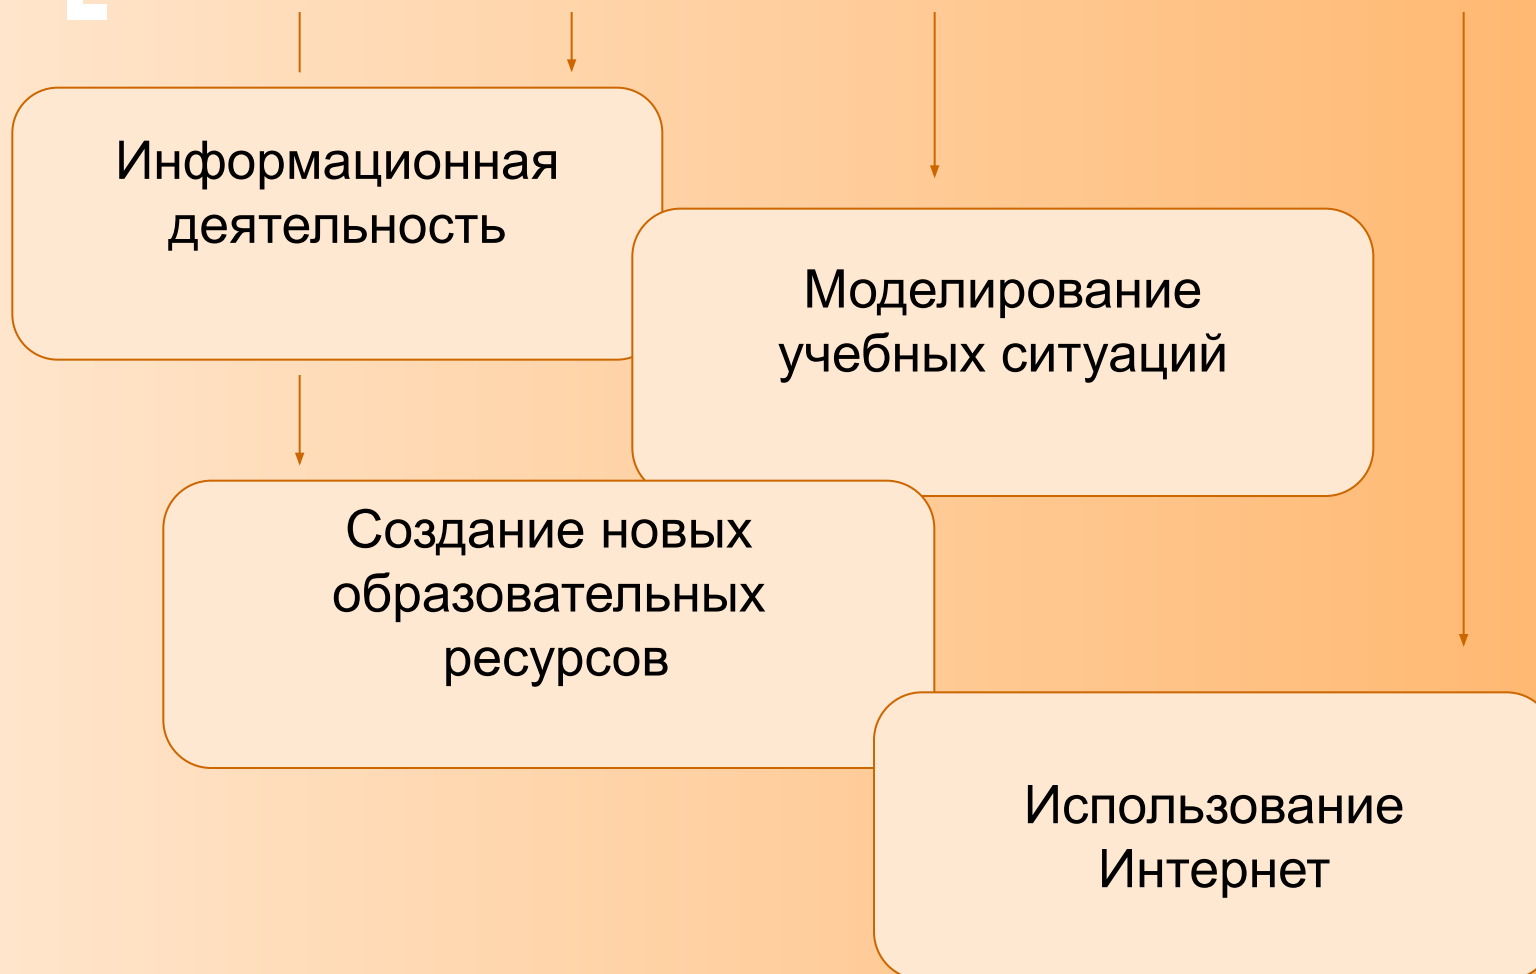 Информационная
деятельность
Моделирование
учебных ситуаций
Создание новых
образовательных
ресурсов
Использование
Интернет